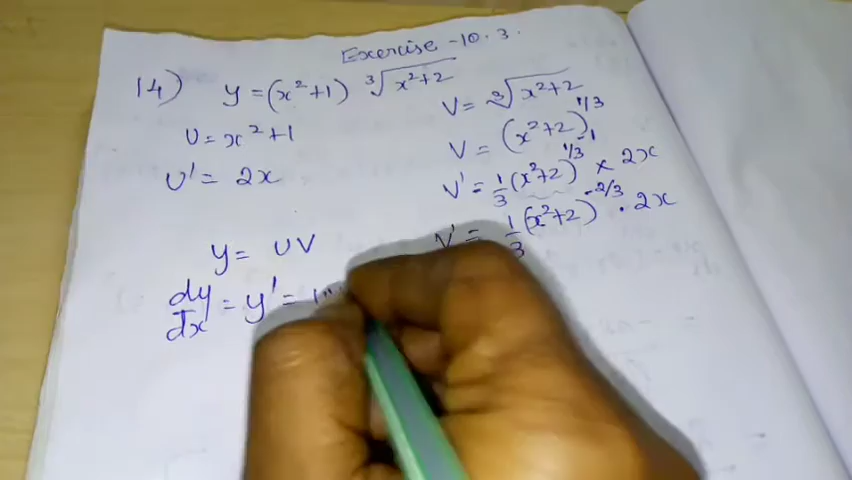 Exercise - 10.3.
14) y = (x²+1) ∛(x²+2)
U = x²+1
U' = 2x
V = ∛(x²+2)
V = (x²+2)^1/3
V' = 1/3 (x²+2)^(1/3 -1) × 2x
V' = 1/3 (x²+2)^-2/3 · 2x
y = UV
dy/dx = y' =